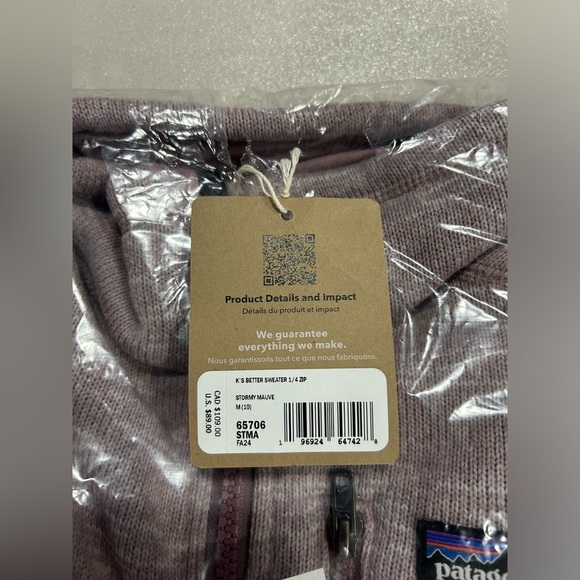 Product Details and Impact
Détails du produit et impact
We guarantee
everything we make.
Nous garantissons tout ce que nous fabriquons.
K'S BETTER SWEATER 1/4 ZIP
STORMY MAUVE
M (10)
65706
STMA
FA24
1 96924 64742 8
CAD $109.00
U.S. $89.00
patag